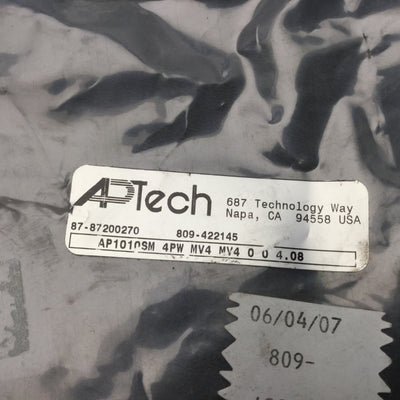 APTech
687 Technology Way
Napa, CA 94558 USA
87-87200270 809-422145
AP1010SM 4PW MV4 MV4 0 0 4.08
06/04/07
809-